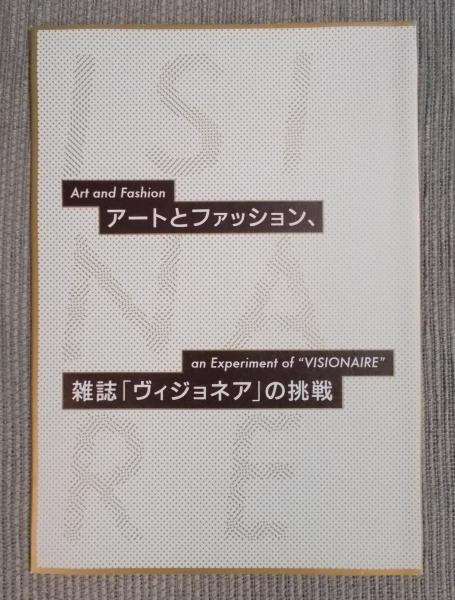 I S I
Art and Fashion
アートとファッション、
N A
an Experiment of “VISIONAIRE”
雑誌「ヴィジョネア」の挑戦
R E